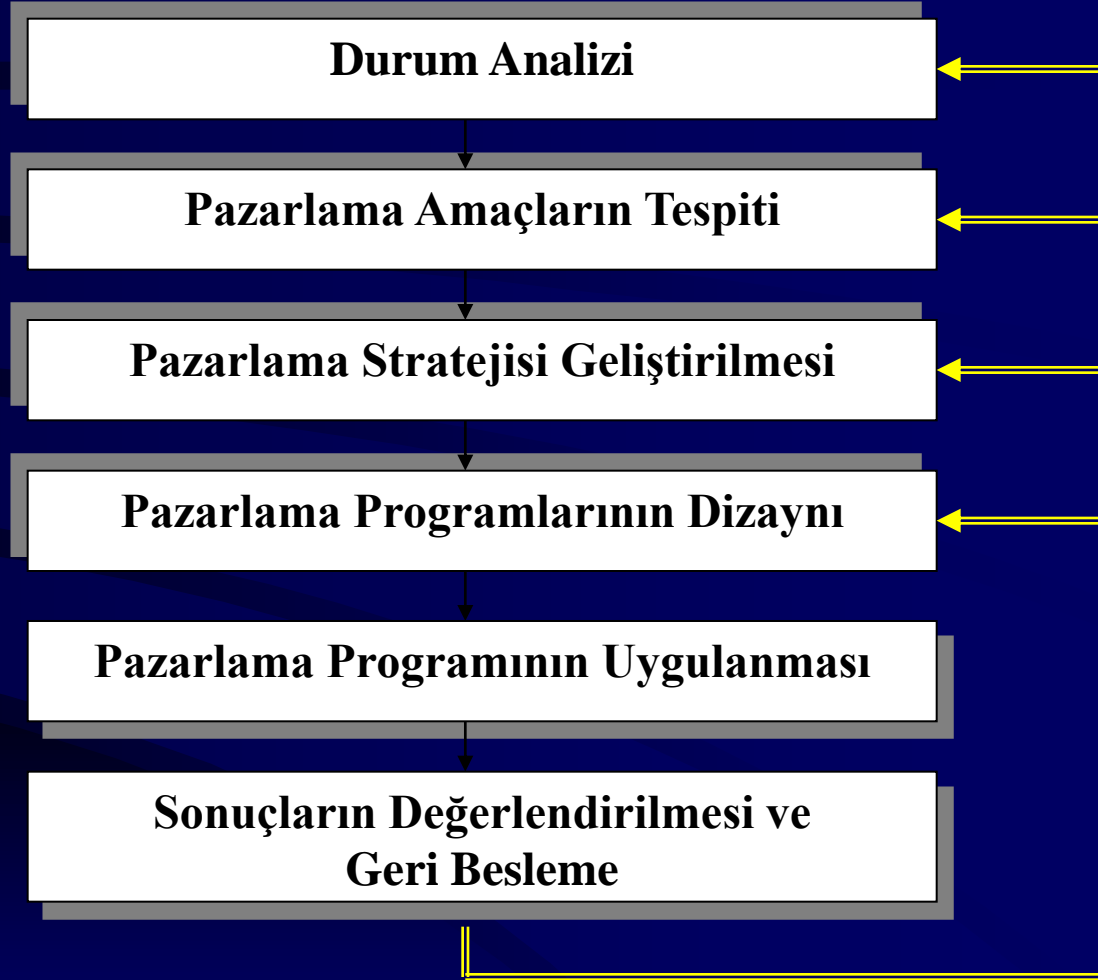 Durum Analizi
Pazarlama Amaçların Tespiti
Pazarlama Stratejisi Geliştirilmesi
Pazarlama Programlarının Dizaynı
Pazarlama Programının Uygulanması
Sonuçların Değerlendirilmesi ve
Geri Besleme